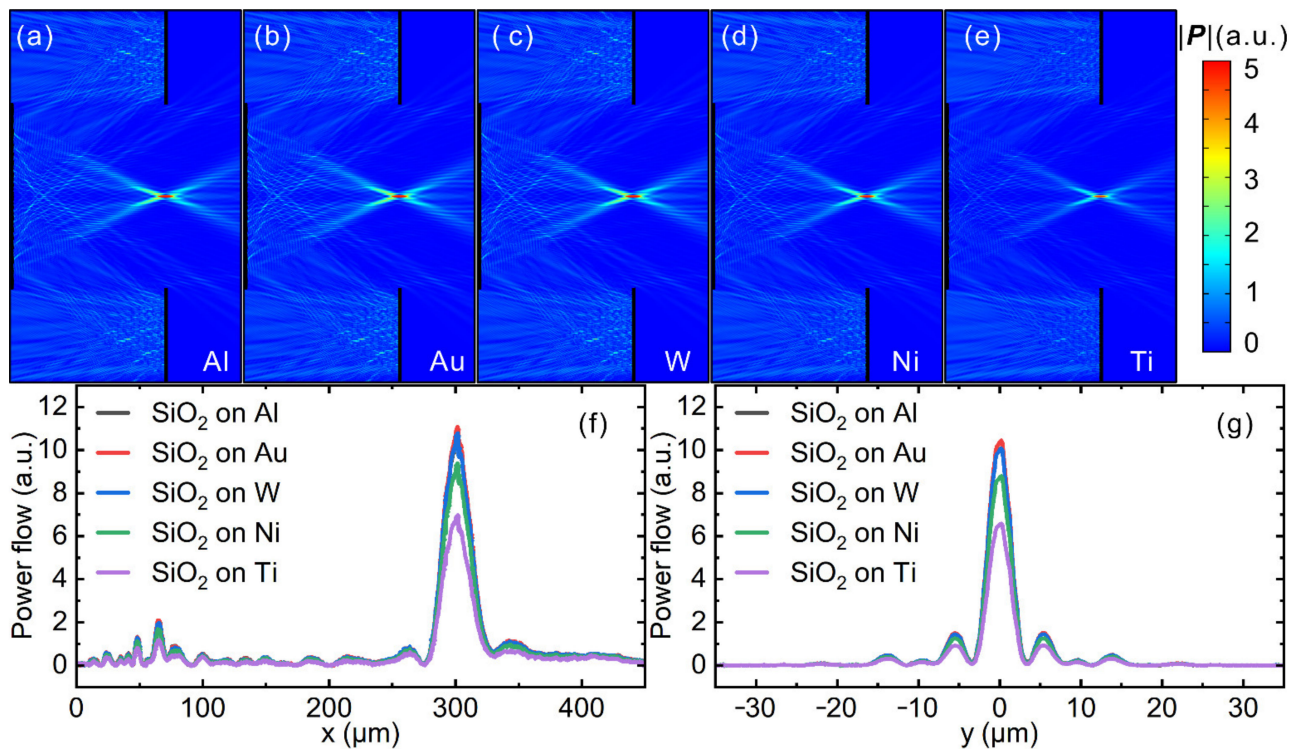 (a) (b) (c) (d) (e) |P|(a.u.)
5
4
3
2
1
0
Al Au W Ni Ti
12
10
8
6
4
2
0
Power flow (a.u.)
SiO₂ on Al
SiO₂ on Au
SiO₂ on W
SiO₂ on Ni
SiO₂ on Ti
(f)
0 100 200 300 400
x (μm)
12
10
8
6
4
2
0
Power flow (a.u.)
SiO₂ on Al
SiO₂ on Au
SiO₂ on W
SiO₂ on Ni
SiO₂ on Ti
(g)
−30 −20 −10 0 10 20 30
y (μm)